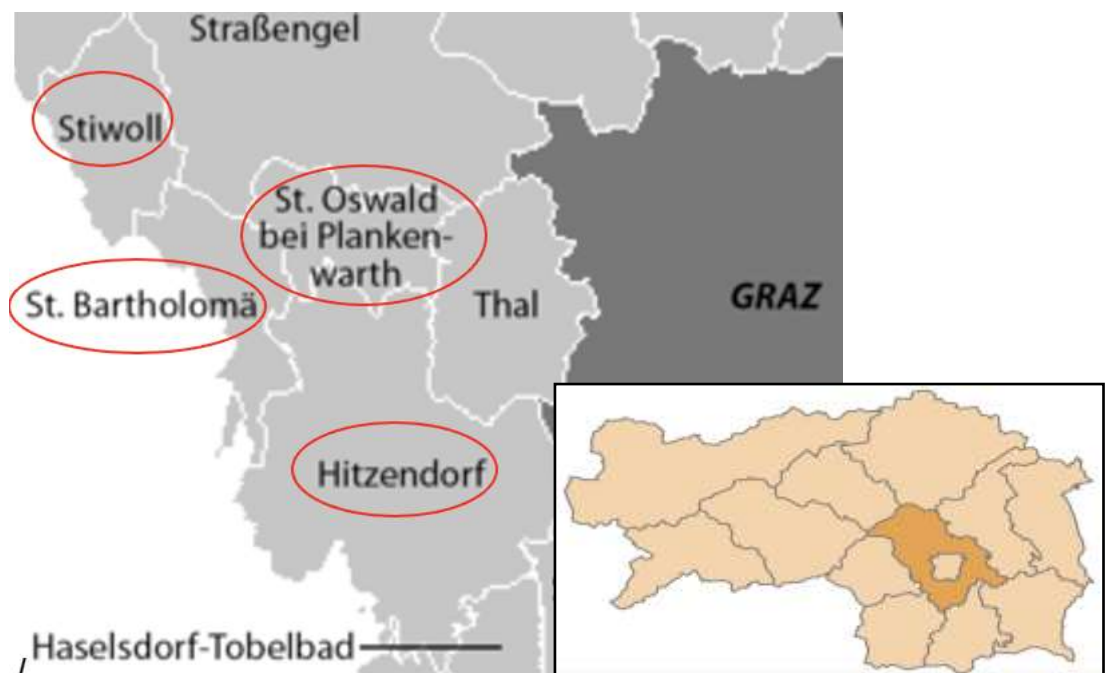 Straßengel
Stiwoll
St. Oswald
bei Planken-
warth
St. Bartholomä
Thal
GRAZ
Hitzendorf
Haselsdorf-Tobelbad